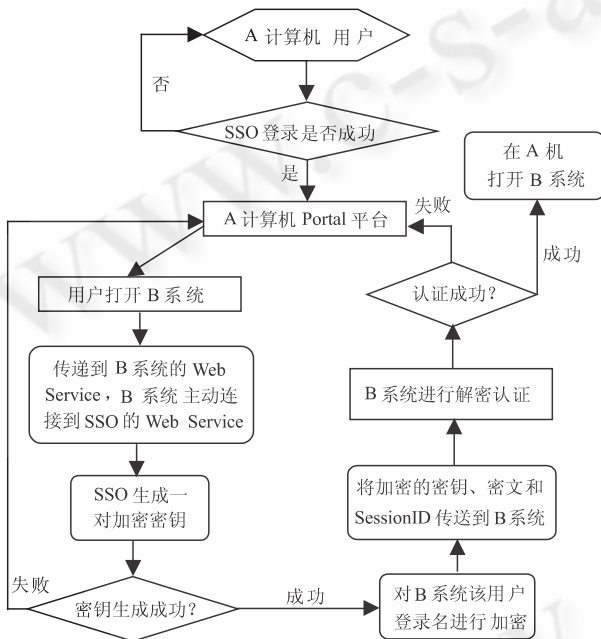 A 计算机 用户
否
SSO 登录是否成功
是
A 计算机 Portal 平台
用户打开 B 系统
传递到 B 系统的 Web
Service，B 系统 主动连
接到 SSO 的 Web Service
SSO 生成一
对加密密钥
失败
密钥生成成功？
成功
对 B 系统该用户
登录名进行 加密
将加密的密钥、密文和
SessionID 传送到 B 系统
B 系统进行解密认证
认证成功？
失败
成功
在 A 机
打开 B 系统
www.c-s-a